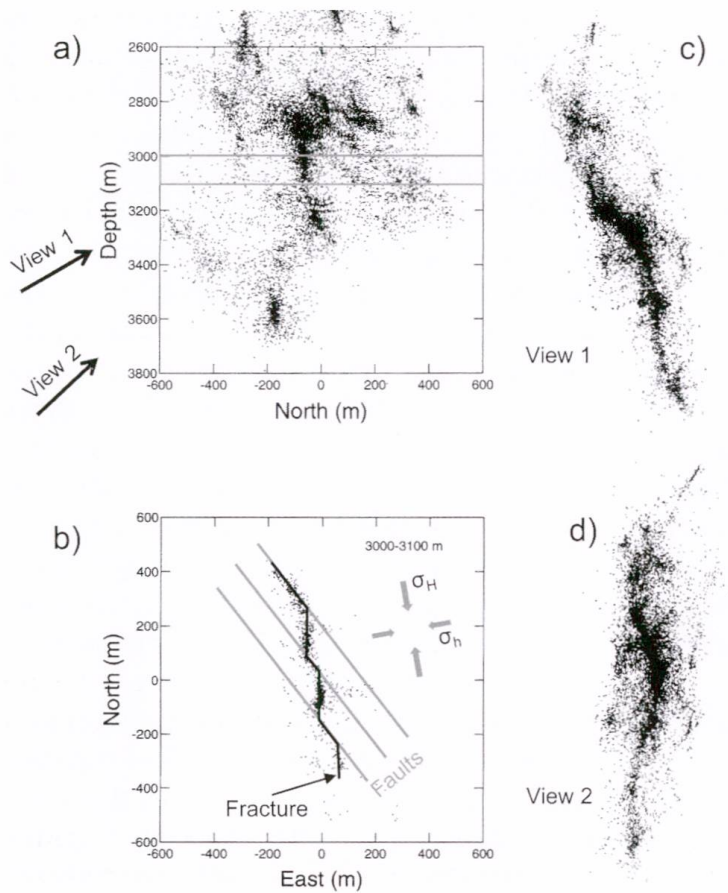 a)
2600
2800
3000
3200
3400
3600
3800
Depth (m)
-600 -400 -200 0 200 400 600
North (m)
View 1
View 2
c)
View 1
b)
600
400
200
0
-200
-400
-600
North (m)
3000-3100 m
σH
σh
Faults
Fracture
-600 -400 -200 0 200 400 600
East (m)
d)
View 2